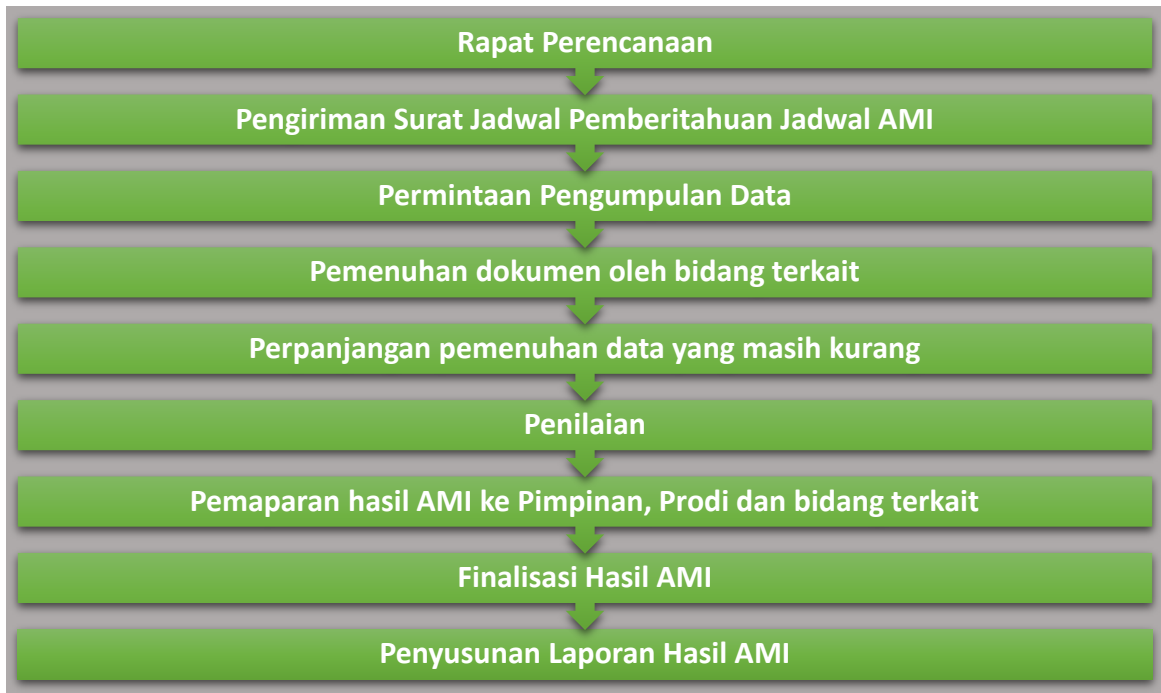 Rapat Perencanaan
Pengiriman Surat Jadwal Pemberitahuan Jadwal AMI
Permintaan Pengumpulan Data
Pemenuhan dokumen oleh bidang terkait
Perpanjangan pemenuhan data yang masih kurang
Penilaian
Pemaparan hasil AMI ke Pimpinan, Prodi dan bidang terkait
Finalisasi Hasil AMI
Penyusunan Laporan Hasil AMI